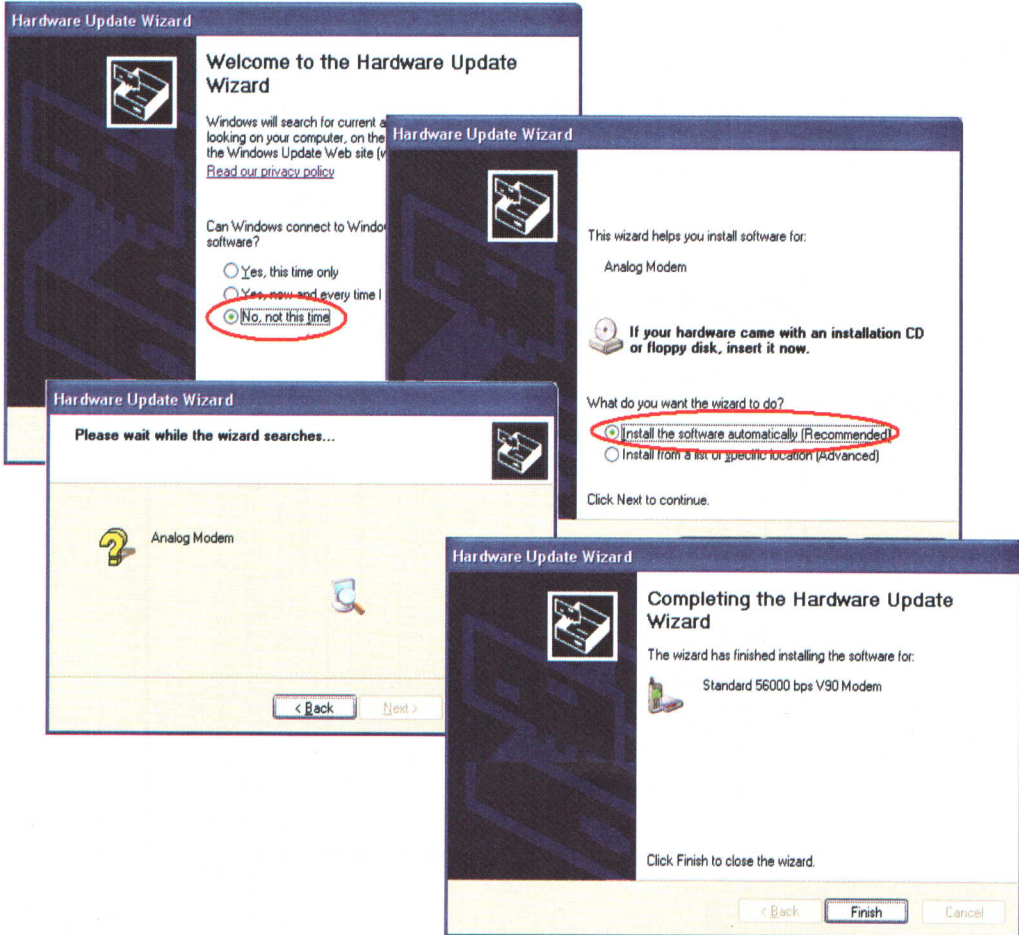 Hardware Update Wizard
Welcome to the Hardware Update
Wizard
Windows will search for current a
looking on your computer, on the
the Windows Update Web site (w
Read our privacy policy
Can Windows connect to Windo
software?
Yes, this time only
Yes, now and every time I
No, not this time
Hardware Update Wizard
This wizard helps you install software for:
Analog Modem
If your hardware came with an installation CD
or floppy disk, insert it now.
What do you want the wizard to do?
Install the software automatically (Recommended)
Install from a list or specific location (Advanced)
Click Next to continue.
Hardware Update Wizard
Please wait while the wizard searches...
Analog Modem
< Back
Next >
Hardware Update Wizard
Completing the Hardware Update
Wizard
The wizard has finished installing the software for:
Standard 56000 bps V90 Modem
Click Finish to close the wizard.
< Back
Finish
Cancel